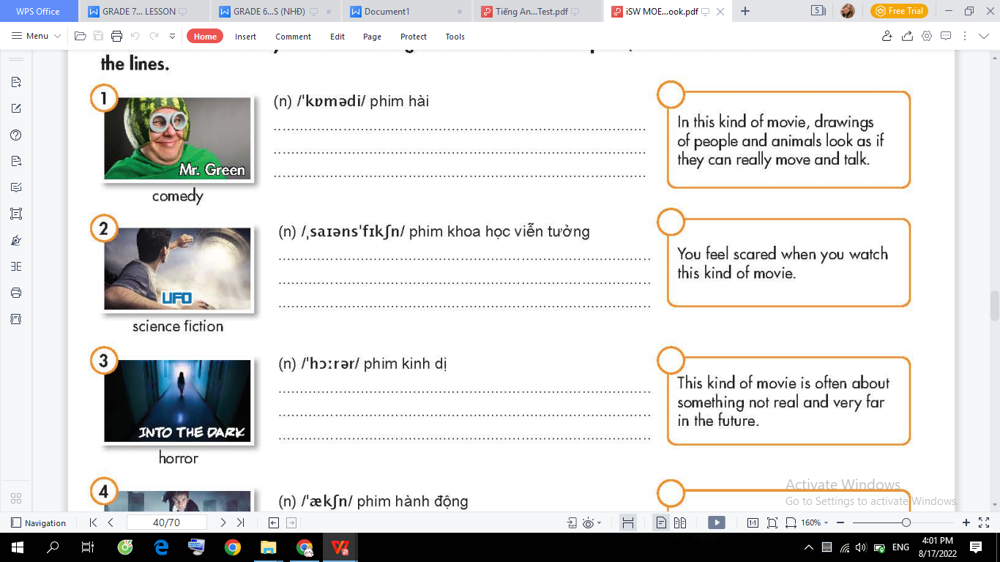 WPS Office
GRADE 7... LESSON
GRADE 6...S (NHĐ)
Document1
Tiếng An...Test.pdf
iSW MOE...ook.pdf
5
Free Trial
Menu
Home
Insert
Comment
Edit
Page
Protect
Tools
the lines.
1
Mr. Green
comedy
(n) /ˈkɒmədi/ phim hài
In this kind of movie, drawings
of people and animals look as if
they can really move and talk.
2
UFO
science fiction
(n) /ˌsaɪənsˈfɪkʃn/ phim khoa học viễn tưởng
You feel scared when you watch
this kind of movie.
3
INTO THE DARK
horror
(n) /ˈhɔːrər/ phim kinh dị
This kind of movie is often about
something not real and very far
in the future.
4
(n) /ˈækʃn/ phim hành động
Activate Windows
Go to Settings to activate Windows.
Navigation
40/70
1:1
160%
ENG
4:01 PM
8/17/2022